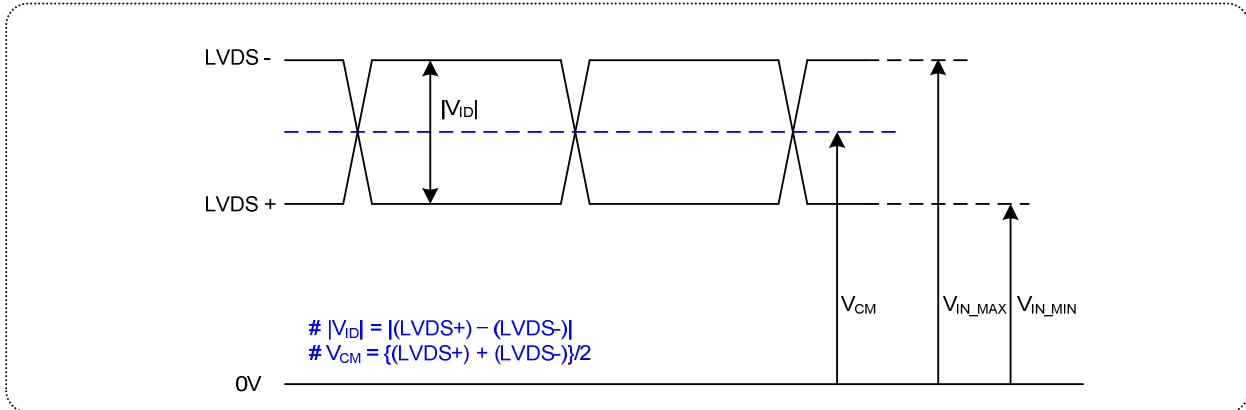 LVDS -
|VID|
LVDS +
VCM
VIN_MAX
VIN_MIN
# |VID| = |(LVDS+) – (LVDS-)|
# VCM = {(LVDS+) + (LVDS-)}/2
0V